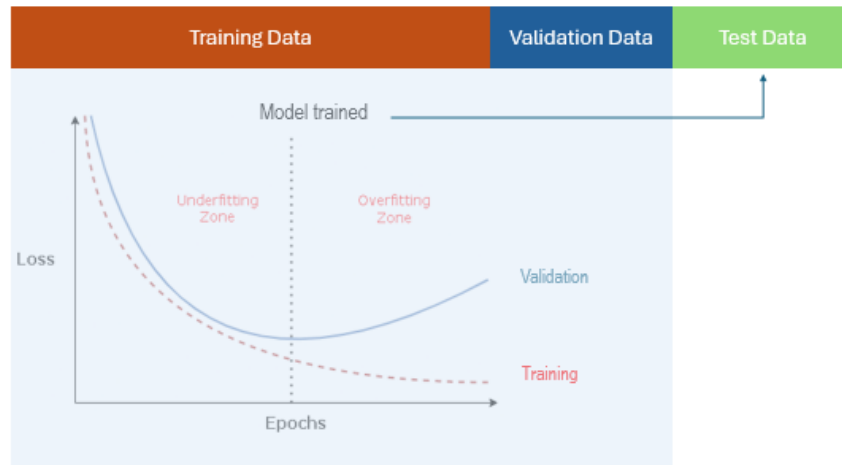 Training Data
Validation Data
Test Data
Model trained
Underfitting
Zone
Overfitting
Zone
Loss
Validation
Training
Epochs